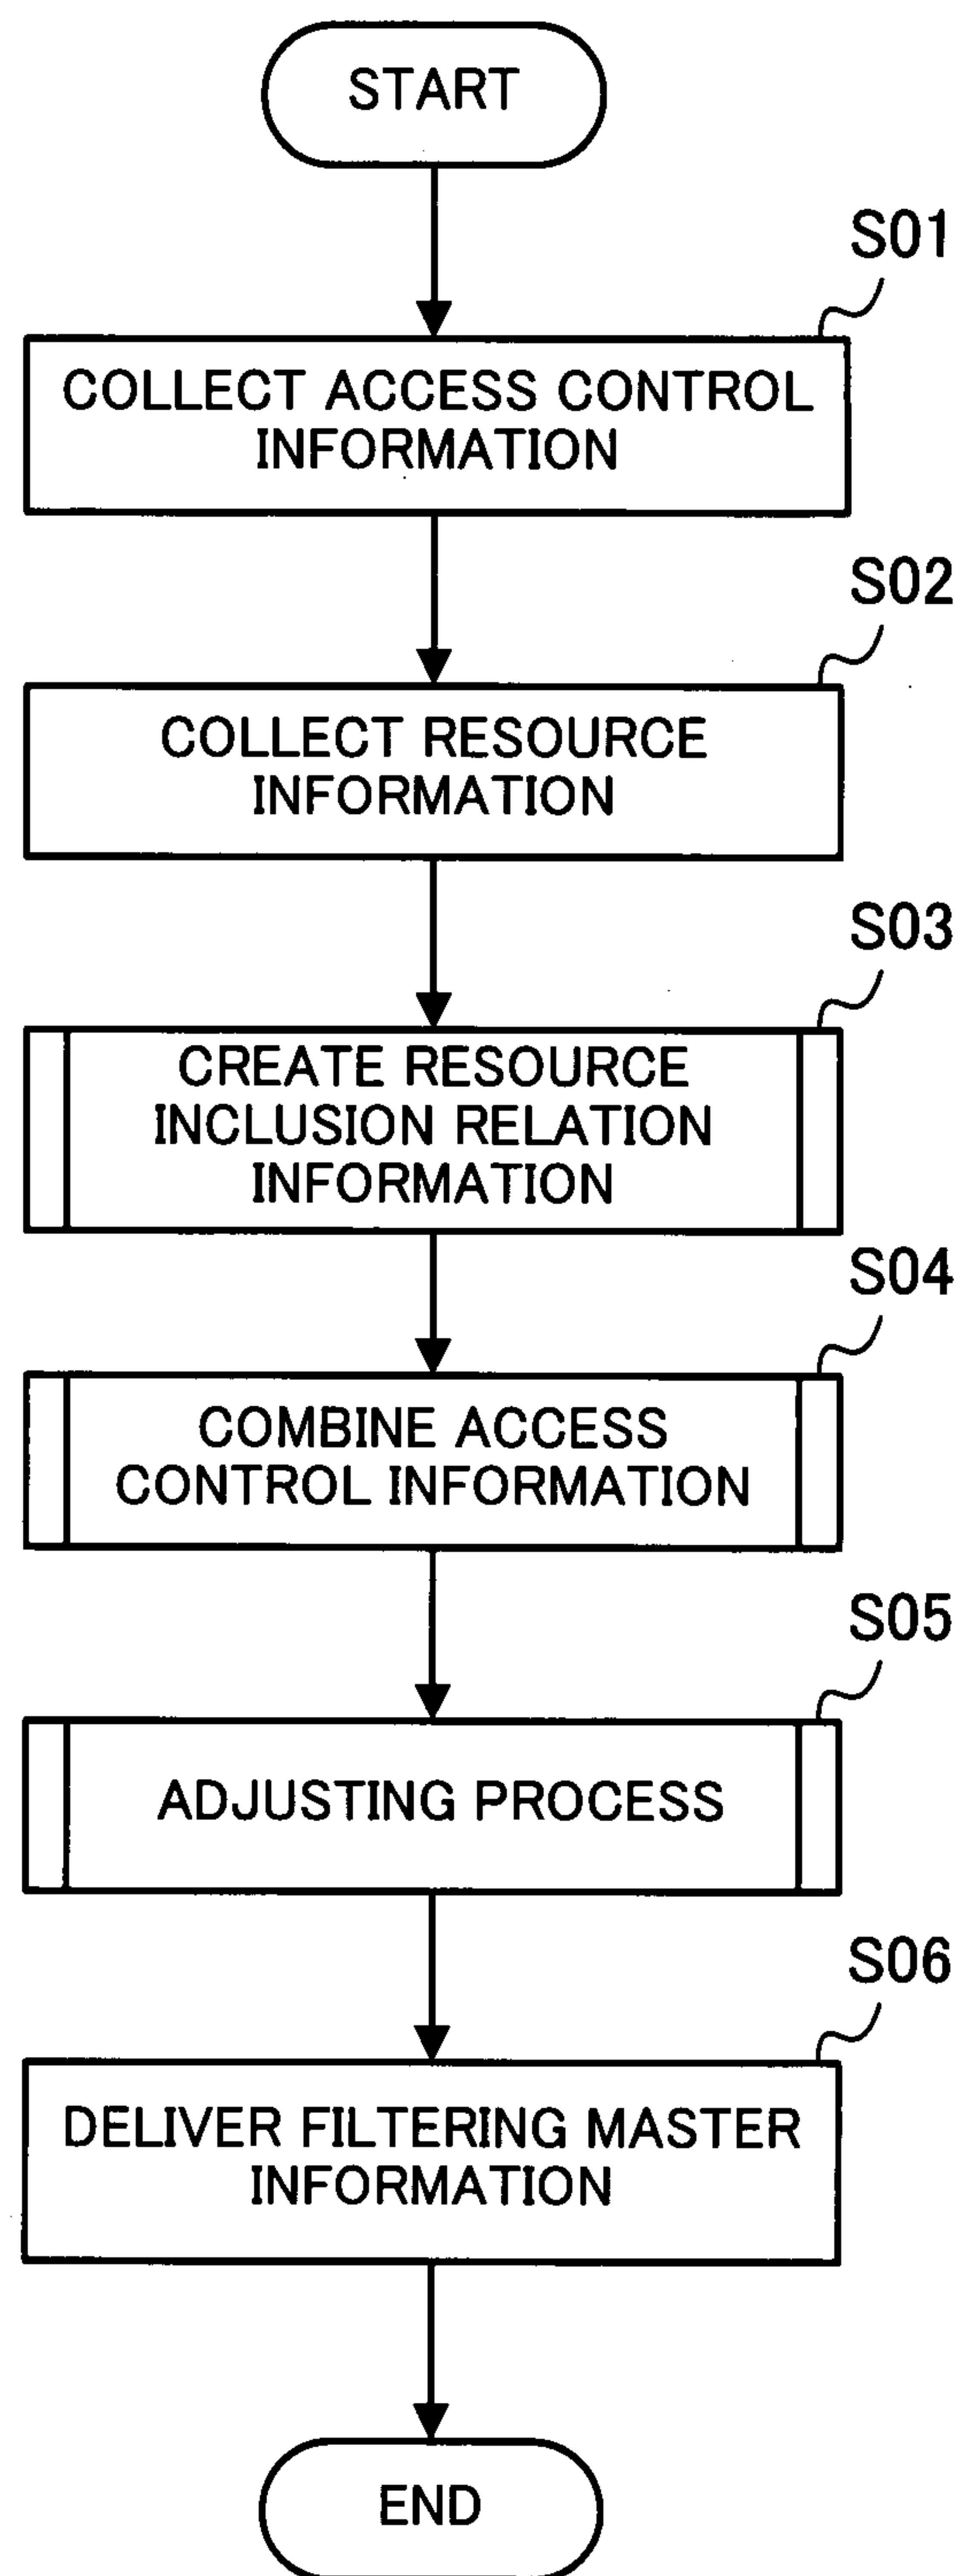 START
S01
COLLECT ACCESS CONTROL
INFORMATION
S02
COLLECT RESOURCE
INFORMATION
S03
CREATE RESOURCE
INCLUSION RELATION
INFORMATION
S04
COMBINE ACCESS
CONTROL INFORMATION
S05
ADJUSTING PROCESS
S06
DELIVER FILTERING MASTER
INFORMATION
END